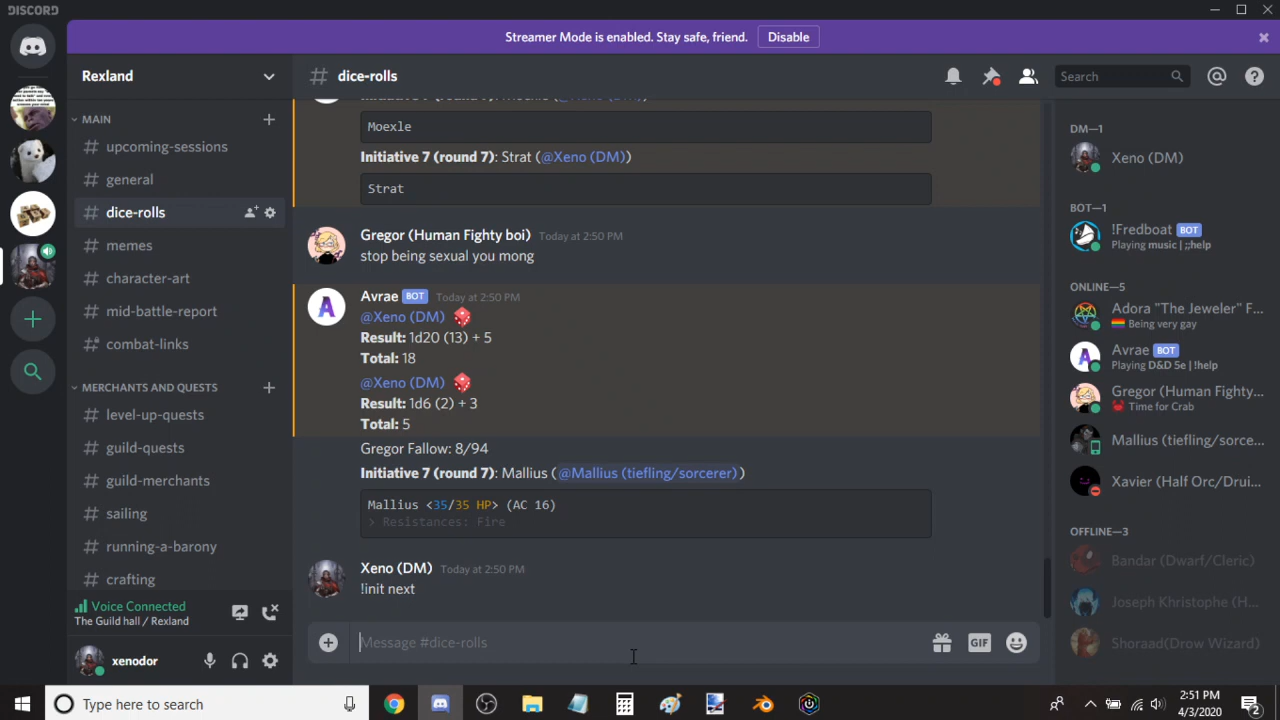 DISCORD
Streamer Mode is enabled. Stay safe, friend. Disable
Rexland
# dice-rolls
Search
MAIN
# upcoming-sessions
# general
# dice-rolls
# memes
# character-art
# mid-battle-report
# combat-links
MERCHANTS AND QUESTS
# level-up-quests
# guild-quests
# guild-merchants
# sailing
# running-a-barony
# crafting
Voice Connected
The Guild hall / Rexland
xenodor
Moexle
Initiative 7 (round 7): Strat (@Xeno (DM))
Strat
Gregor (Human Fighty boi) Today at 2:50 PM
stop being sexual you mong
Avrae BOT Today at 2:50 PM
@Xeno (DM)
Result: 1d20 (13) + 5
Total: 18
@Xeno (DM)
Result: 1d6 (2) + 3
Total: 5
Gregor Fallow: 8/94
Initiative 7 (round 7): Mallius (@Mallius (tiefling/sorcerer))
Mallius <35/35 HP> (AC 16)
> Resistances: Fire
Xeno (DM) Today at 2:50 PM
!init next
Message #dice-rolls
GIF
DM—1
Xeno (DM)
BOT—1
!Fredboat BOT
Playing music | ;;help
ONLINE—5
Adora "The Jeweler" F...
Being very gay
Avrae BOT
Playing D&D 5e | !help
Gregor (Human Fighty...
Time for Crab
Mallius (tiefling/sorce...
Xavier (Half Orc/Drui...
OFFLINE—3
Bandar (Dwarf/Cleric)
Joseph Khristophe (H...
Shoraad(Drow Wizard)
Type here to search
2:51 PM
4/3/2020
2